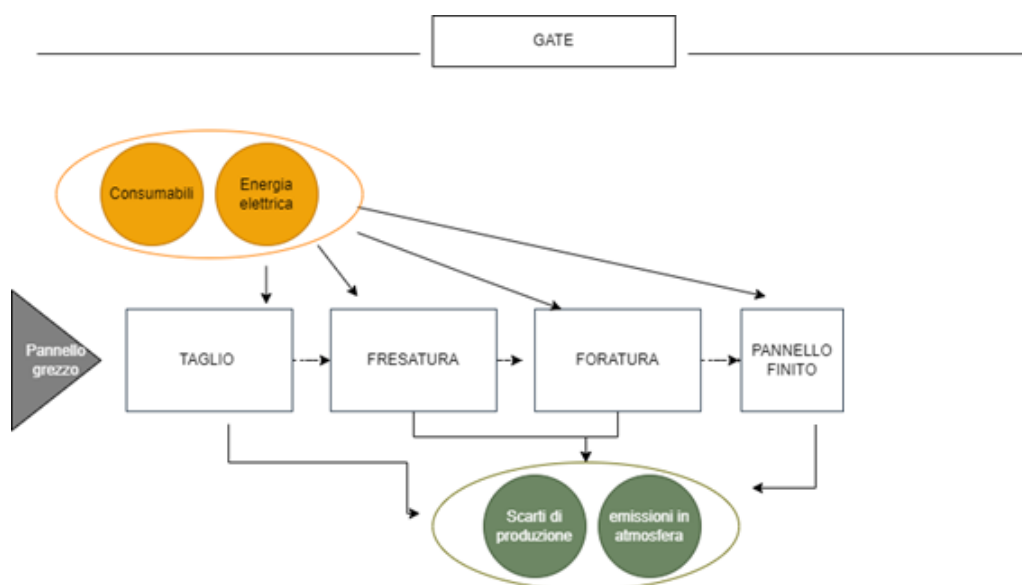 GATE
Consumabili
Energia
elettrica
Pannello
grezzo
TAGLIO
FRESATURA
FORATURA
PANNELLO
FINITO
Scarti di
produzione
emissioni in
atmosfera